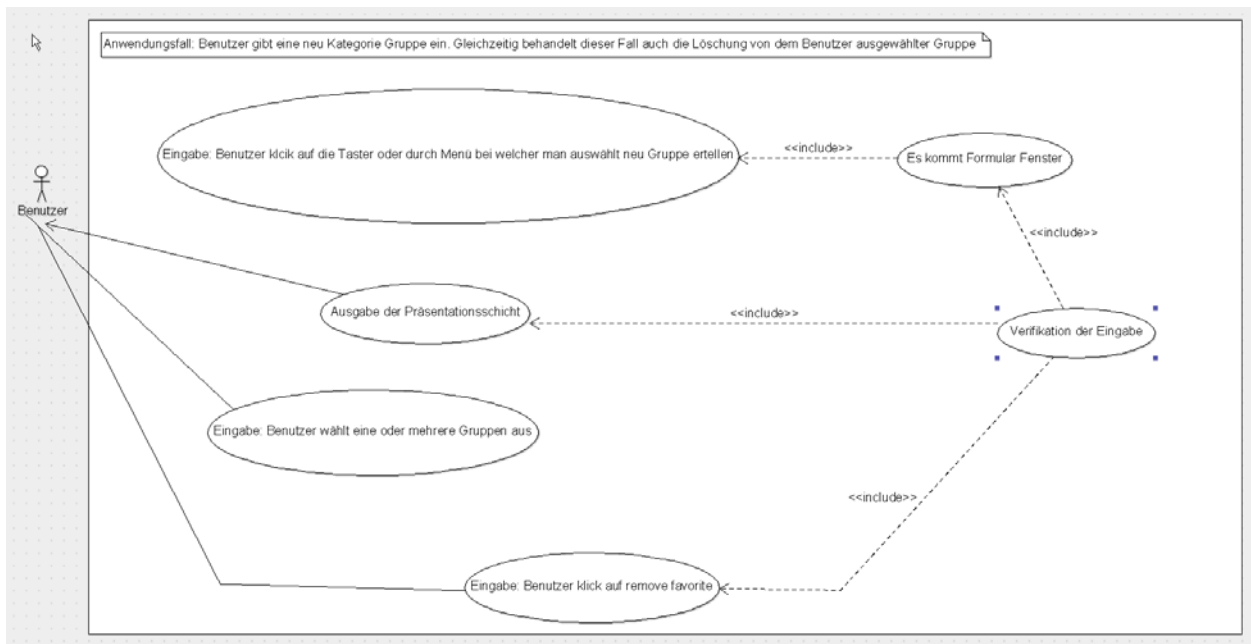 Anwendungsfall: Benutzer gibt eine neu Kategorie Gruppe ein. Gleichzeitig behandelt dieser Fall auch die Löschung von dem Benutzer ausgewählter Gruppe
Eingabe: Benutzer klcik auf die Taster oder durch Menü bei welcher man auswählt neu Gruppe ertellen
<<include>>
Es kommt Formular Fenster
Benutzer
<<include>>
Ausgabe der Präsentationsschicht
<<include>>
Verifikation der Eingabe
Eingabe: Benutzer wählt eine oder mehrere Gruppen aus
<<include>>
Eingabe: Benutzer klick auf remove favorite